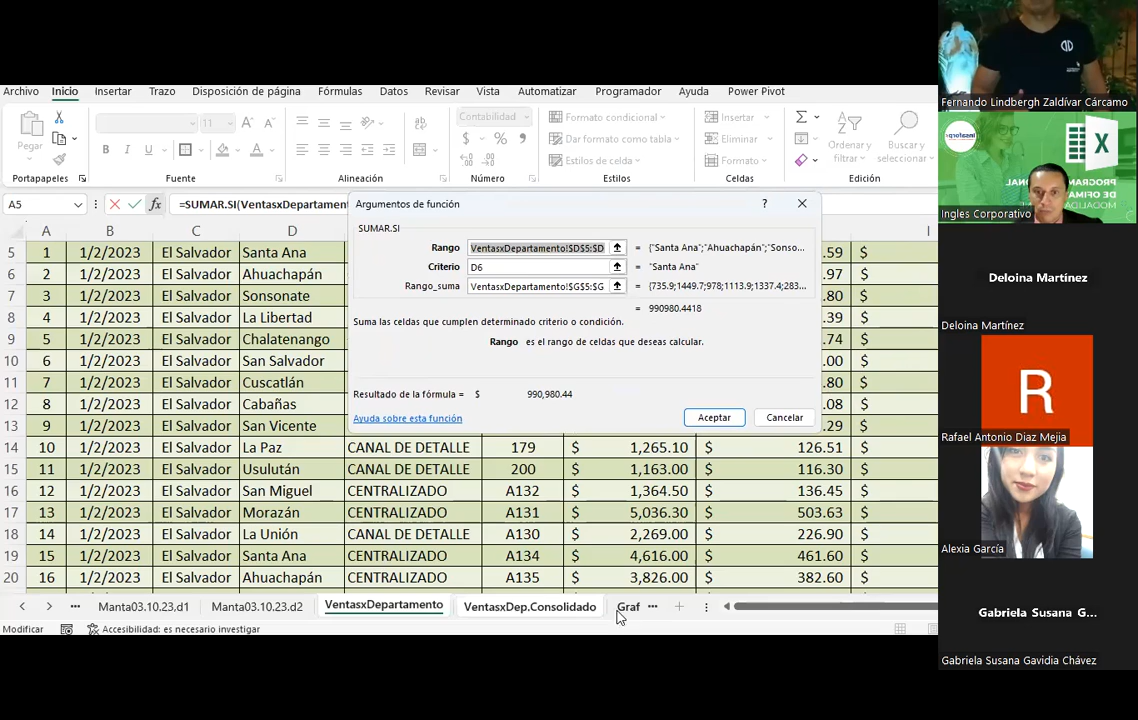 Archivo Inicio Insertar Trazo Disposición de página Fórmulas Datos Revisar Vista Automatizar Programador Ayuda Power Pivot
Pegar
11
N K S
Contabilidad
Formato condicional
Dar formato como tabla
Estilos de celda
Insertar
Eliminar
Formato
Ordenar y filtrar
Buscar y seleccionar
Portapapeles Fuente Alineación Número Estilos Celdas Edición
A5 fx =SUMAR.SI(VentasxDepartament
Argumentos de función ?
SUMAR.SI
Rango VentasxDepartamento!$D$5:$D = {"Santa Ana";"Ahuachapán";"Sonso...
Criterio D6 = "Santa Ana"
Rango_suma VentasxDepartamento!$G$5:$G = {735.9;1449.7;978;1113.9;1337.4;283...
= 990980.4418
Suma las celdas que cumplen determinado criterio o condición.
Rango es el rango de celdas que deseas calcular.
Resultado de la fórmula = $ 990,980.44
Ayuda sobre esta función Aceptar Cancelar
A B C D I
5 1 1/2/2023 El Salvador Santa Ana .59 $
6 2 1/2/2023 El Salvador Ahuachapán .97 $
7 3 1/2/2023 El Salvador Sonsonate .80 $
8 4 1/2/2023 El Salvador La Libertad .39 $
9 5 1/2/2023 El Salvador Chalatenango .74 $
10 6 1/2/2023 El Salvador San Salvador .00 $
11 7 1/2/2023 El Salvador Cuscatlán .80 $
12 8 1/2/2023 El Salvador Cabañas .08 $
13 9 1/2/2023 El Salvador San Vicente .29 $
14 10 1/2/2023 El Salvador La Paz CANAL DE DETALLE 179 $ 1,265.10 $ 126.51 $
15 11 1/2/2023 El Salvador Usulután CANAL DE DETALLE 200 $ 1,163.00 $ 116.30 $
16 12 1/2/2023 El Salvador San Miguel CENTRALIZADO A132 $ 1,364.50 $ 136.45 $
17 13 1/2/2023 El Salvador Morazán CENTRALIZADO A131 $ 5,036.30 $ 503.63 $
18 14 1/2/2023 El Salvador La Unión CANAL DE DETALLE A130 $ 2,269.00 $ 226.90 $
19 15 1/2/2023 El Salvador Santa Ana CENTRALIZADO A134 $ 4,616.00 $ 461.60 $
20 16 1/2/2023 El Salvador Ahuachapán CENTRALIZADO A135 $ 3,826.00 $ 382.60 $
... Manta03.10.23.d1 Manta03.10.23.d2 VentasxDepartamento VentasxDep.Consolidado Graf ...
Modificar Accesibilidad: es necesario investigar
Fernando Lindbergh Zaldívar Cárcamo
Insaforp
X
Ingles Corporativo
Deloina Martínez
Deloina Martínez
R
Rafael Antonio Diaz Mejia
Alexia García
Gabriela Susana G...
Gabriela Susana Gavidia Chávez